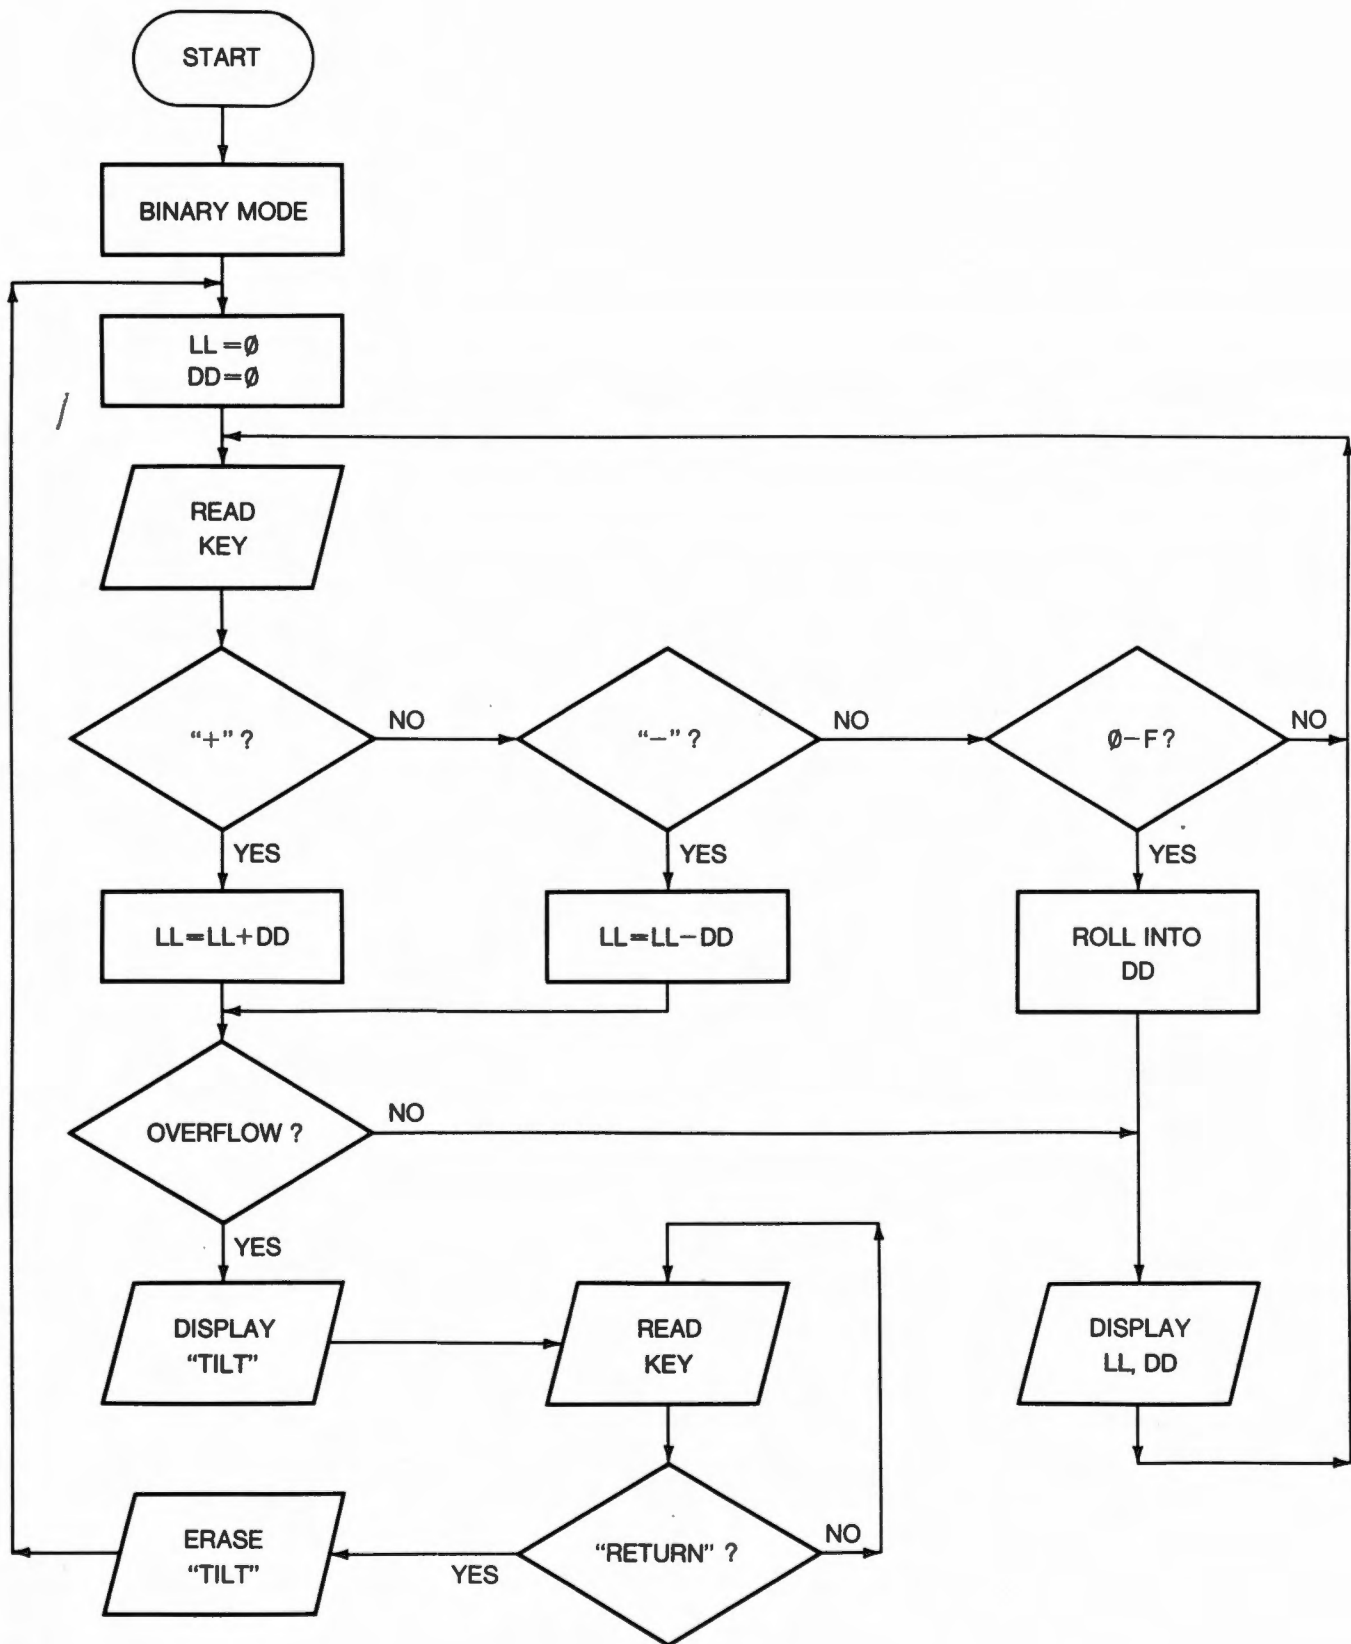 START
BINARY MODE
LL=Ø
DD=Ø
READ
KEY
"+" ?
NO
"−" ?
NO
Ø−F ?
NO
YES
YES
YES
LL=LL+DD
LL=LL−DD
ROLL INTO
DD
OVERFLOW ?
NO
YES
DISPLAY
"TILT"
READ
KEY
DISPLAY
LL, DD
ERASE
"TILT"
YES
"RETURN" ?
NO